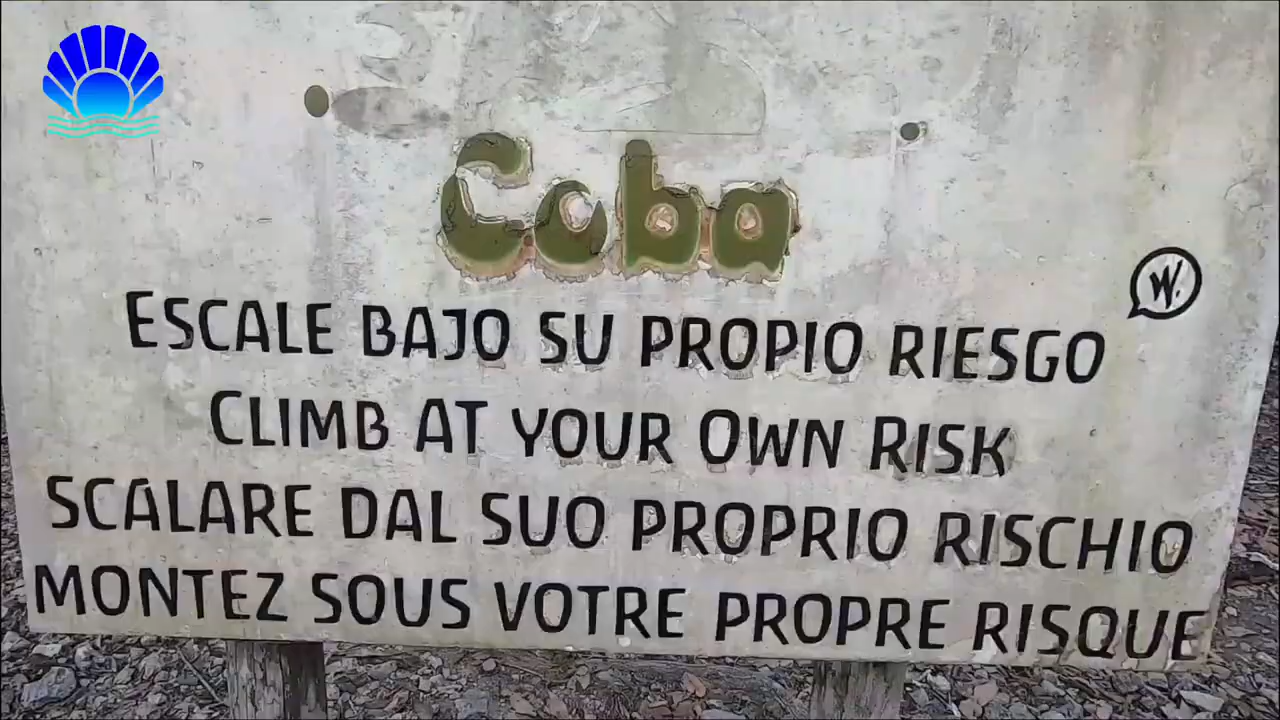 Coba
W.
ESCALE BAJO SU PROPIO RIESGO
CLIMB AT YOUR OWN RISK
SCALARE DAL SUO PROPRIO RISCHIO
MONTEZ SOUS VOTRE PROPRE RISQUE